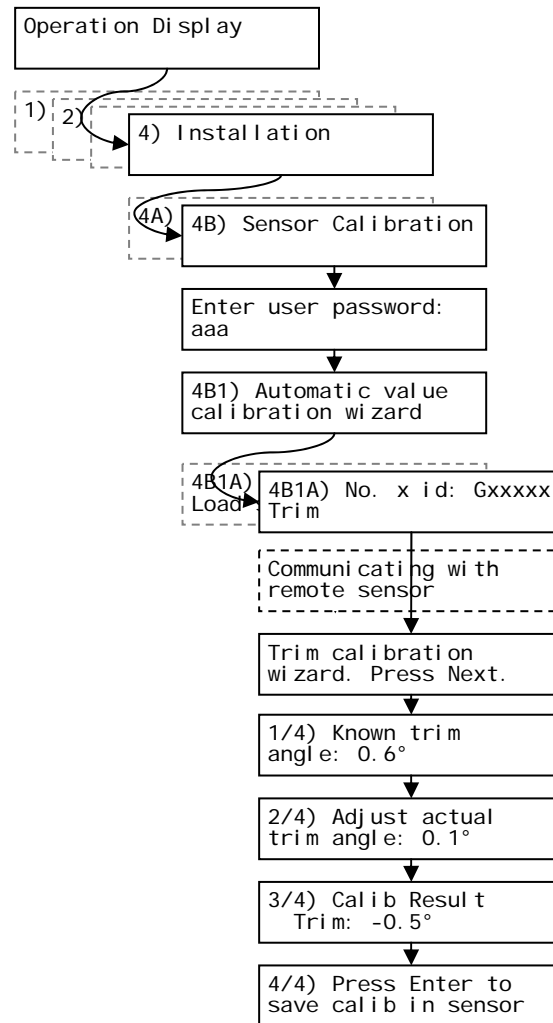 Operation Display
1)
2)
4) Installation
4A)
4B) Sensor Calibration
Enter user password:
aaa
4B1) Automatic value
calibration wizard
4B1A)
Load
4B1A) No. x id: Gxxxxx
Trim
Communicating with
remote sensor
Trim calibration
wizard. Press Next.
1/4) Known trim
angle: 0.6°
2/4) Adjust actual
trim angle: 0.1°
3/4) Calib Result
Trim: -0.5°
4/4) Press Enter to
save calib in sensor